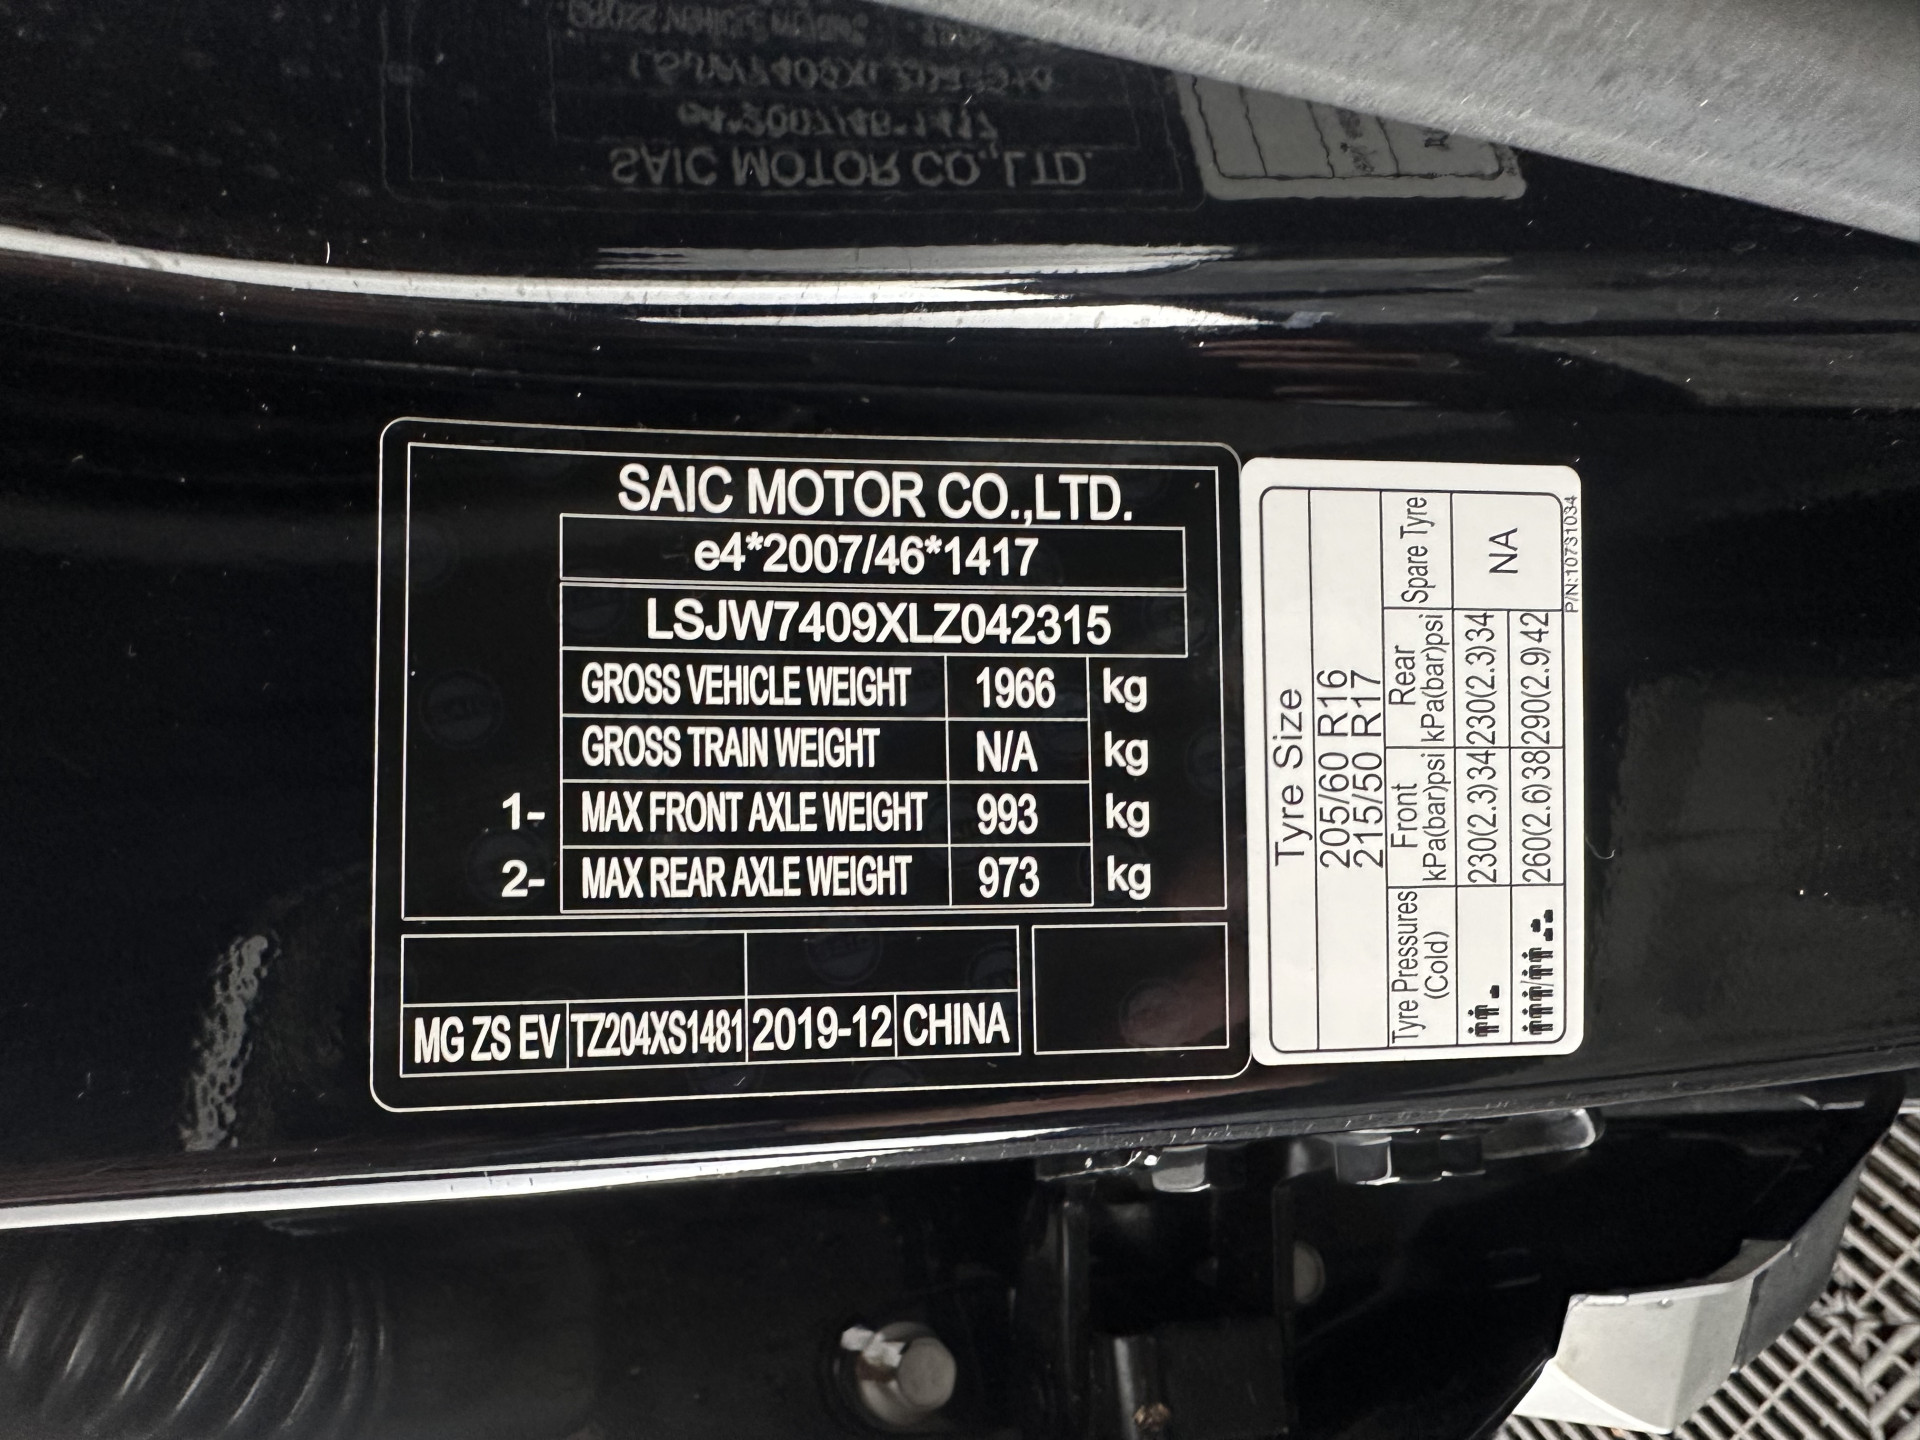 SAIC MOTOR CO.,LTD.
e4*2007/46*1417
LSJW7409XLZ042315
GROSS VEHICLE WEIGHT 1966 kg
GROSS TRAIN WEIGHT N/A kg
1- MAX FRONT AXLE WEIGHT 993 kg
2- MAX REAR AXLE WEIGHT 973 kg
MG ZS EV TZ204XS1481 2019-12 CHINA
Tyre Size
205/60 R16
215/50 R17
Tyre Pressures Front Rear Spare Tyre
(Cold) kPa(bar)psi kPa(bar)psi
230(2.3)34 230(2.3)34 NA
260(2.6)38 290(2.9)42
P/N:10731034